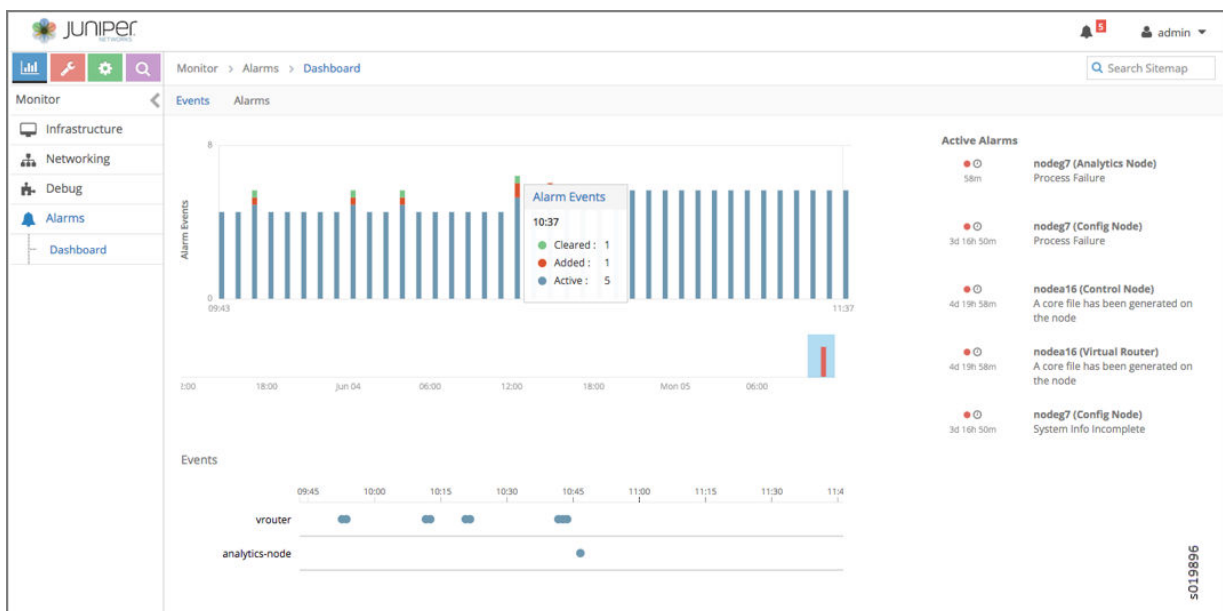 JUNIPER
NETWORKS
5
admin
Monitor > Alarms > Dashboard
Search Sitemap
Monitor
Infrastructure
Networking
Debug
Alarms
Dashboard
Events Alarms
8
Alarm Events
0
09:43
11:37
Alarm Events
10:37
Cleared : 1
Added : 1
Active : 5
18:00 Jun 04 06:00 12:00 18:00 Mon 05 06:00
Active Alarms
nodeg7 (Analytics Node)
58m Process Failure
nodeg7 (Config Node)
3d 16h 50m Process Failure
nodea16 (Control Node)
4d 19h 58m A core file has been generated on
the node
nodea16 (Virtual Router)
4d 19h 58m A core file has been generated on
the node
nodeg7 (Config Node)
3d 16h 50m System Info Incomplete
Events
09:45 10:00 10:15 10:30 10:45 11:00 11:15 11:30 11:4
vrouter
analytics-node
s019896